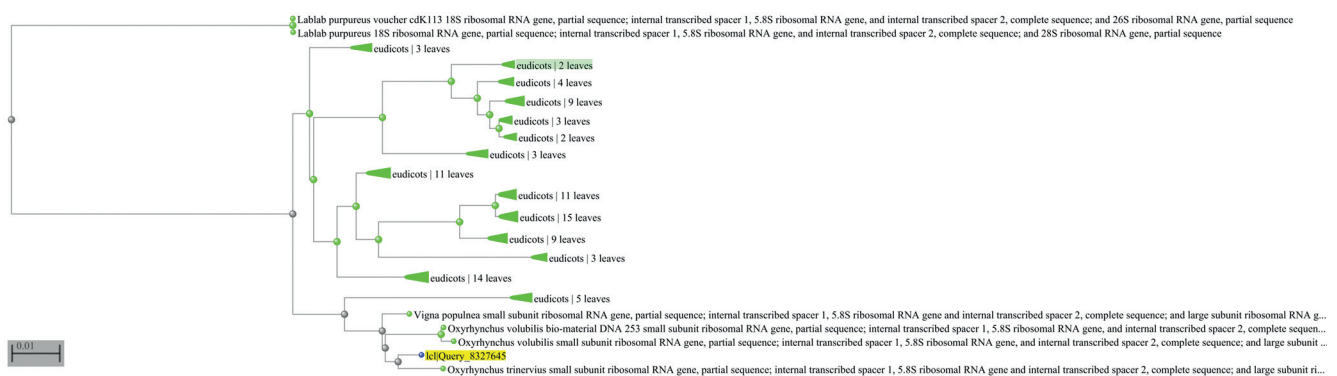 Lablab purpureus voucher cdK113 18S ribosomal RNA gene, partial sequence; internal transcribed spacer 1, 5.8S ribosomal RNA gene, and internal transcribed spacer 2, complete sequence; and 26S ribosomal RNA gene, partial sequence
Lablab purpureus 18S ribosomal RNA gene, partial sequence; internal transcribed spacer 1, 5.8S ribosomal RNA gene, and internal transcribed spacer 2, complete sequence; and 28S ribosomal RNA gene, partial sequence
eudicots | 3 leaves
eudicots | 2 leaves
eudicots | 4 leaves
eudicots | 9 leaves
eudicots | 3 leaves
eudicots | 2 leaves
eudicots | 3 leaves
eudicots | 11 leaves
eudicots | 11 leaves
eudicots | 15 leaves
eudicots | 9 leaves
eudicots | 3 leaves
eudicots | 14 leaves
eudicots | 5 leaves
Vigna populnea small subunit ribosomal RNA gene, partial sequence; internal transcribed spacer 1, 5.8S ribosomal RNA gene and internal transcribed spacer 2, complete sequence; and large subunit ribosomal RNA g...
Oxyrhynchus volubilis bio-material DNA 253 small subunit ribosomal RNA gene, partial sequence; internal transcribed spacer 1, 5.8S ribosomal RNA gene, and internal transcribed spacer 2, complete sequen...
Oxyrhynchus volubilis small subunit ribosomal RNA gene, partial sequence; internal transcribed spacer 1, 5.8S ribosomal RNA gene, and internal transcribed spacer 2, complete sequence; and large subunit ...
lcl|Query_8327645
Oxyrhynchus trinervius small subunit ribosomal RNA gene, partial sequence; internal transcribed spacer 1, 5.8S ribosomal RNA gene and internal transcribed spacer 2, complete sequence; and large subunit ri...
0.01